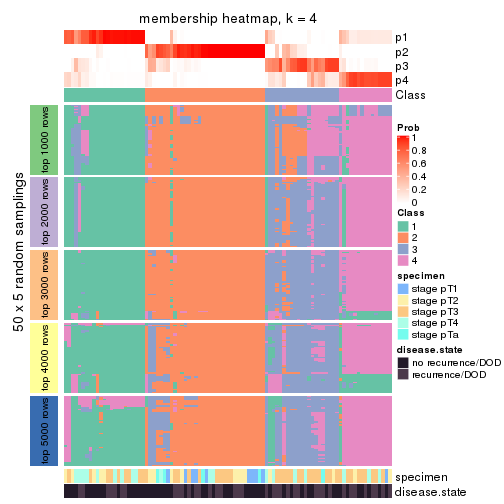 membership heatmap, k = 4
p1
p2
p3
p4
Class
50 x 5 random samplings
top 1000 rows
top 2000 rows
top 3000 rows
top 4000 rows
top 5000 rows
specimen
disease.state
Prob
1
0.8
0.6
0.4
0.2
0
Class
1
2
3
4
specimen
stage pT1
stage pT2
stage pT3
stage pT4
stage pTa
disease.state
no recurrence/DOD
recurrence/DOD